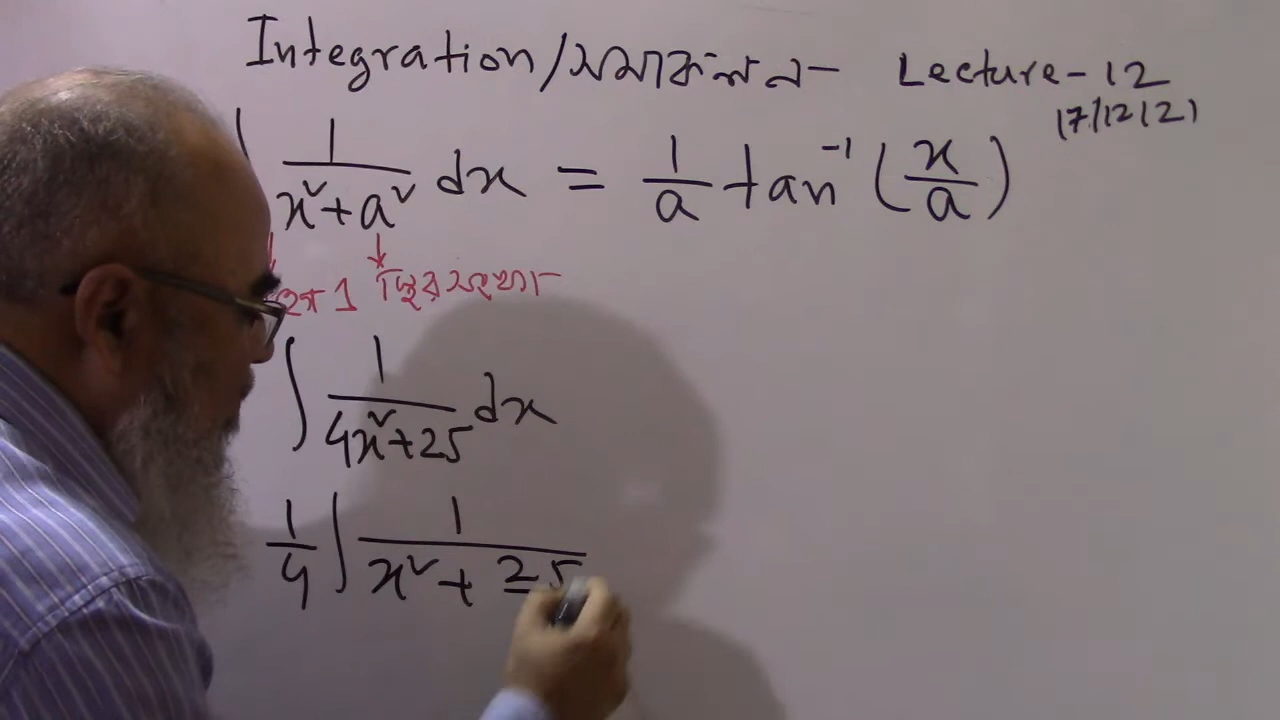 Integration/সমাকলন - Lecture-12
17/12/21
∫ 1/(x²+a²) dx = 1/a tan⁻¹(x/a)
1 স্থির সংখ্যা
∫ 1/(4x²+25) dx
1/4 ∫ 1/(x² + 25